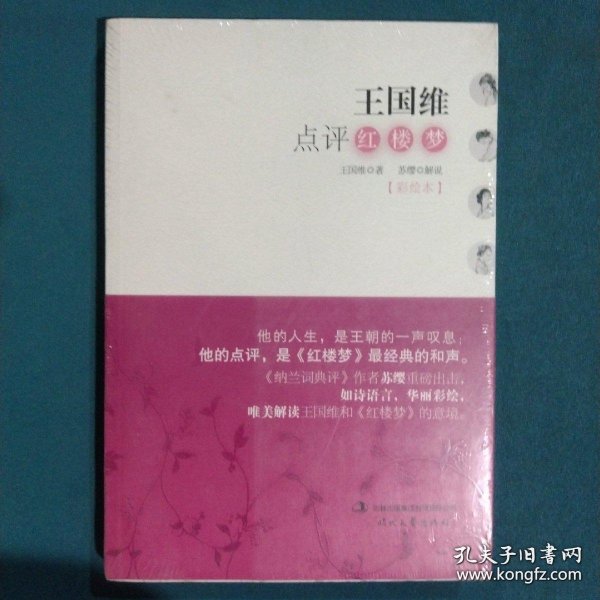 王国维
点评红楼梦
王国维◎著 苏缨◎解说
【彩绘本】
他的人生，是王朝的一声叹息；
他的点评，是《红楼梦》最经典的和声。
《纳兰词典评》作者苏缨重磅出击，
如诗语言，华丽彩绘，
唯美解读王国维和《红楼梦》的意境。
时代文艺出版社
孔夫子旧书网
www.kongfz.com